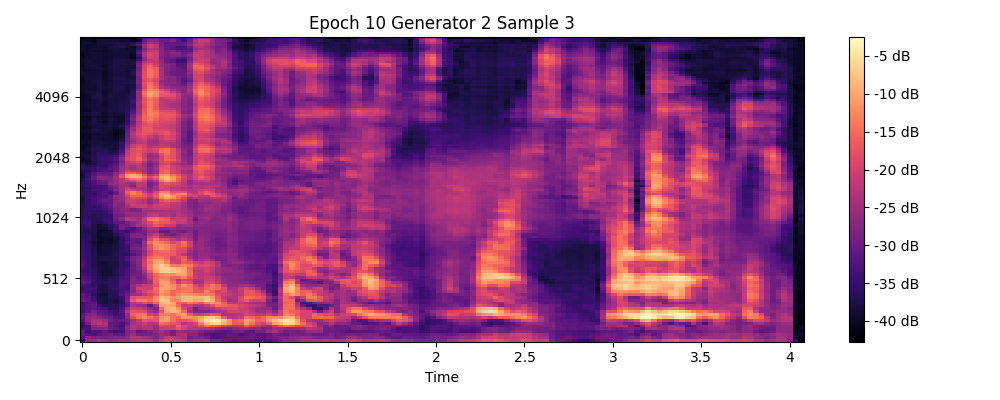 Epoch 10 Generator 2 Sample 3
Hz
4096
2048
1024
512
0
0 0.5 1 1.5 2 2.5 3 3.5 4
Time
-5 dB
-10 dB
-15 dB
-20 dB
-25 dB
-30 dB
-35 dB
-40 dB